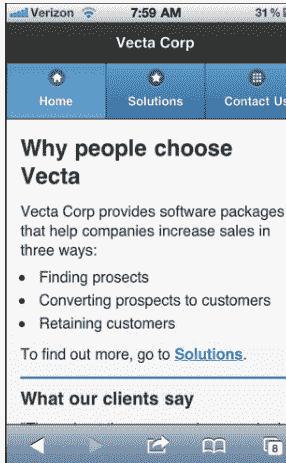 Verizon 7:59 AM 31%
Vecta Corp
Home Solutions Contact Us
Why people choose
Vecta
Vecta Corp provides software packages
that help companies increase sales in
three ways:
Finding prosects
Converting prospects to customers
Retaining customers
To find out more, go to Solutions.
What our clients say
8